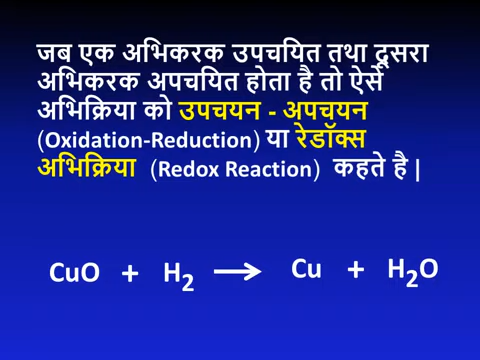 जब एक अभिकरक उपचयित तथा दूसरा
अभिकरक अपचयित होता है तो ऐसे
अभिक्रिया को उपचयन - अपचयन
(Oxidation-Reduction) या रेडॉक्स
अभिक्रिया (Redox Reaction) कहते है |
CuO + H₂ → Cu + H₂O